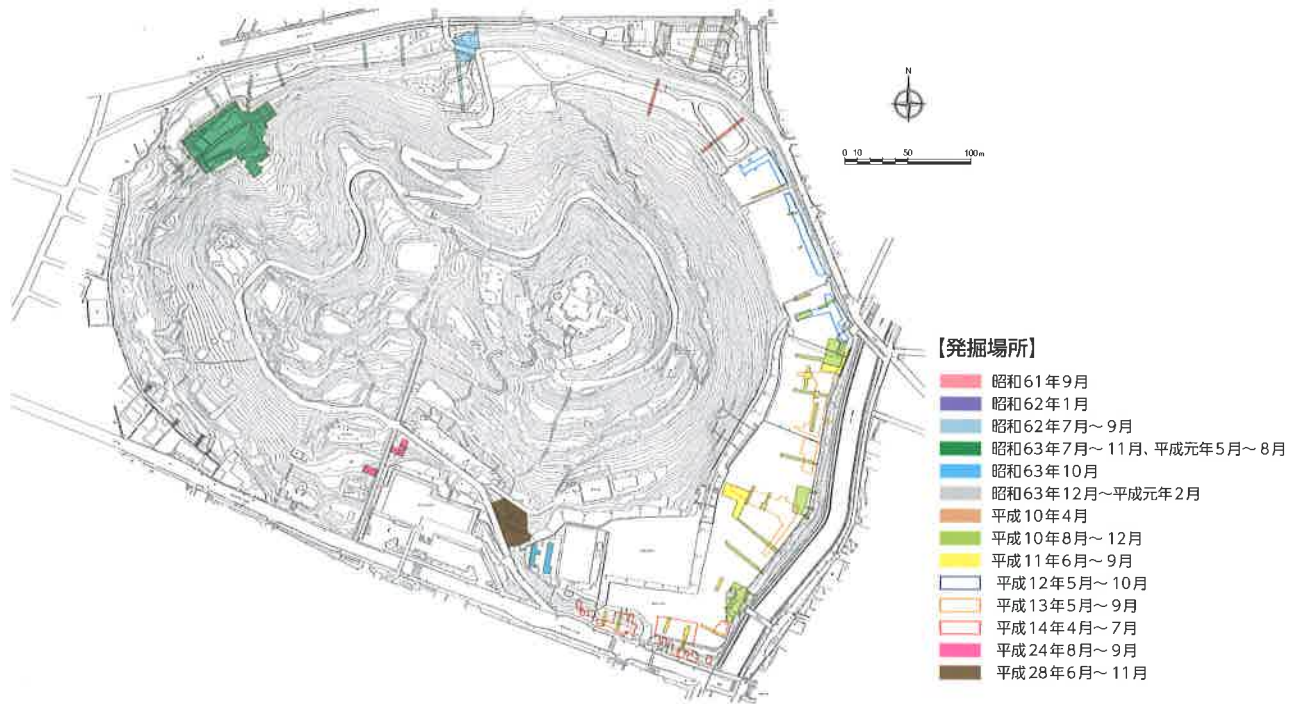 N
0 10 50 100m
【発掘場所】
昭和61年9月
昭和62年1月
昭和62年7月～9月
昭和63年7月～11月、平成元年5月～8月
昭和63年10月
昭和63年12月～平成元年2月
平成10年4月
平成10年8月～12月
平成11年6月～9月
平成12年5月～10月
平成13年5月～9月
平成14年4月～7月
平成24年8月～9月
平成28年6月～11月